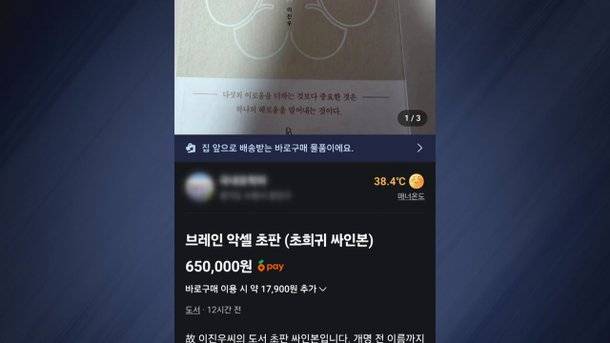 이진우
다섯의 이로움을 더하는 것보다 중요한 것은
하나의 해로움을 덜어내는 것이다.
1 / 3
집 앞으로 배송받는 바로구매 물품이에요.
38.4℃
매너온도
브레인 악셀 초판 (초희귀 싸인본)
650,000원 pay
바로구매 이용 시 약 17,900원 추가
도서 · 12시간 전
故 이진우씨의 도서 초판 싸인본입니다. 개명 전 이름까지